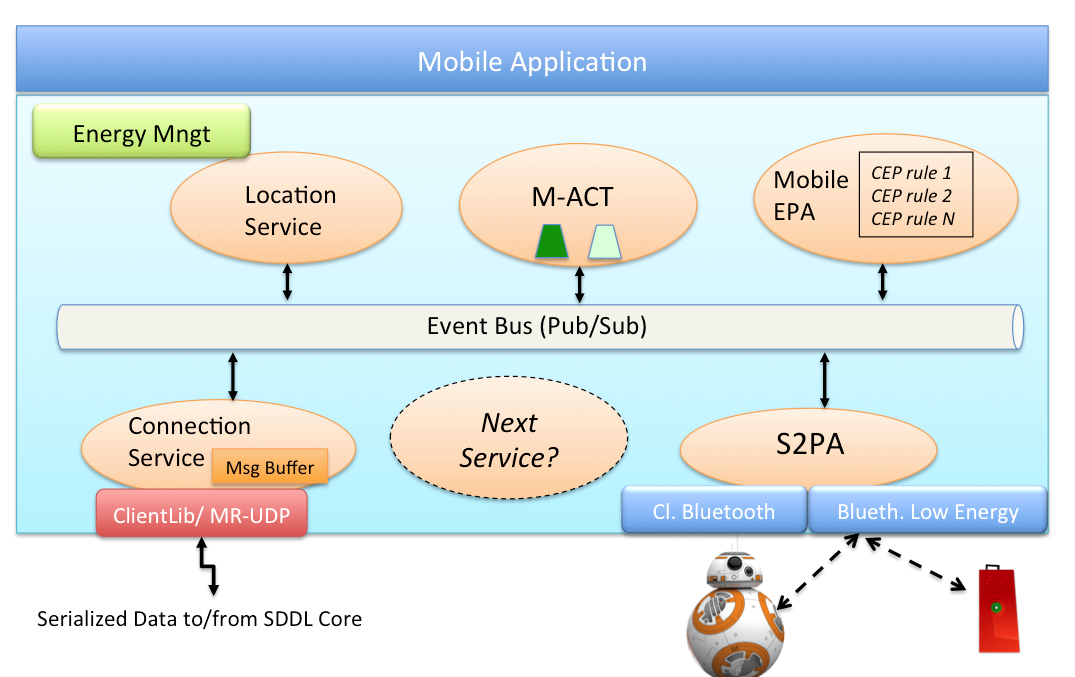 Mobile Application
Energy Mngt
Location
Service
M-ACT
Mobile
EPA
CEP rule 1
CEP rule 2
CEP rule N
Event Bus (Pub/Sub)
Connection
Service
Msg Buffer
ClientLib/ MR-UDP
Next
Service?
S2PA
Cl. Bluetooth
Blueth. Low Energy
Serialized Data to/from SDDL Core